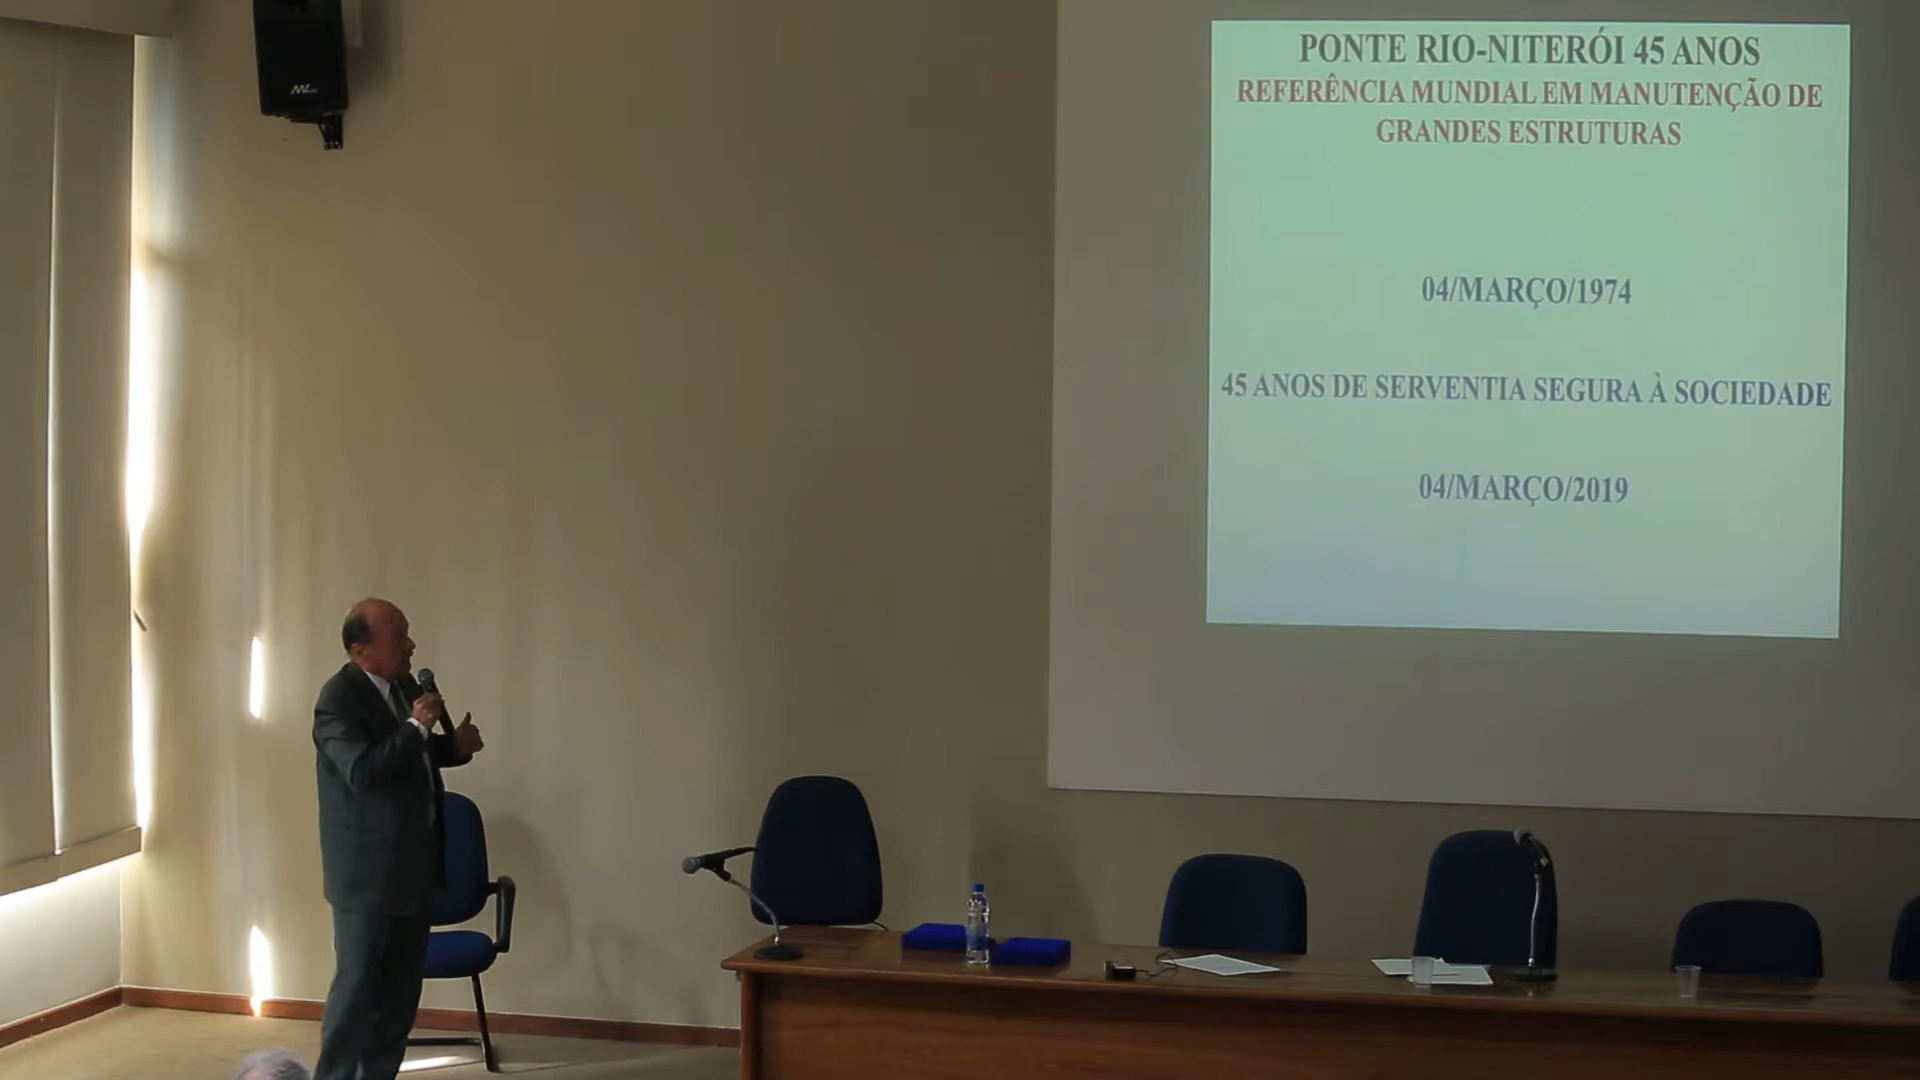 PONTE RIO-NITERÓI 45 ANOS
REFERÊNCIA MUNDIAL EM MANUTENÇÃO DE
GRANDES ESTRUTURAS
04/MARÇO/1974
45 ANOS DE SERVENTIA SEGURA À SOCIEDADE
04/MARÇO/2019